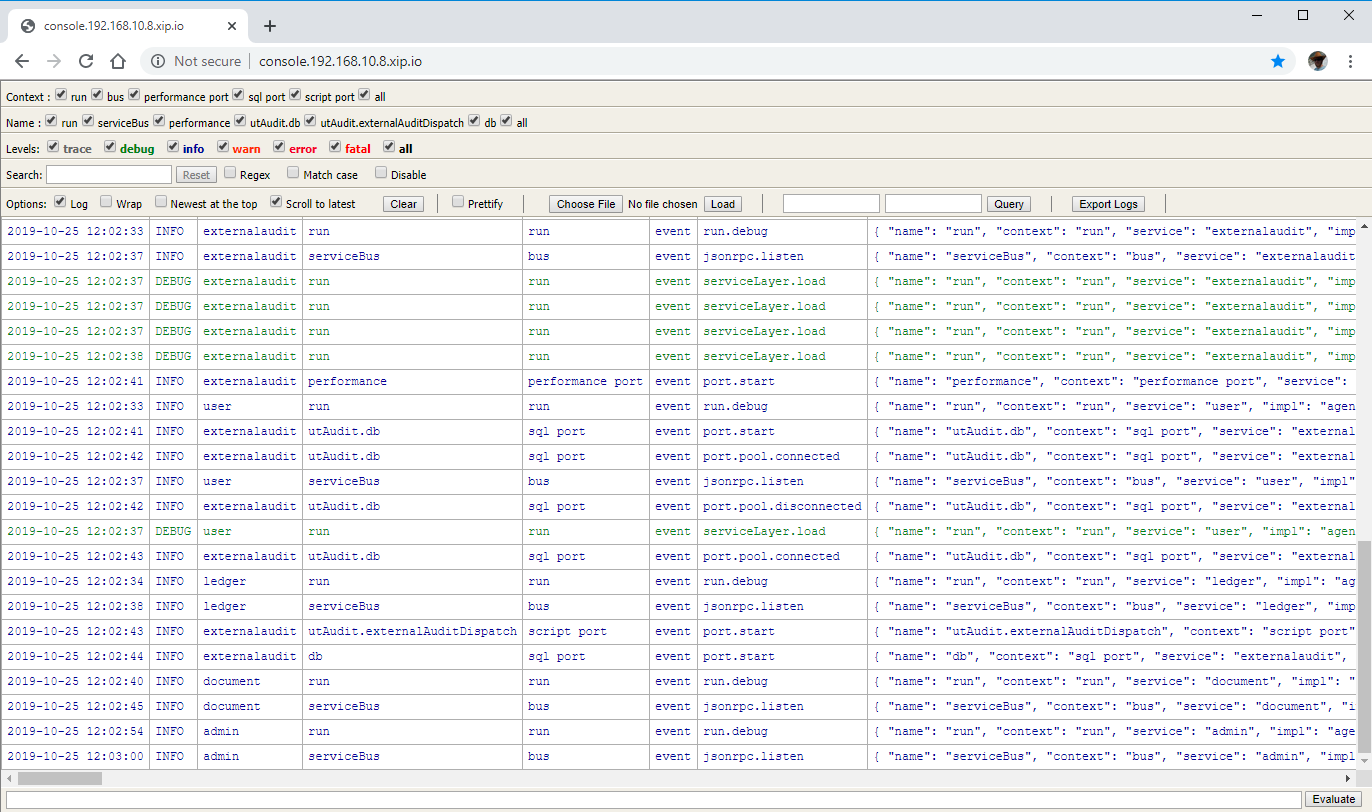 console.192.168.10.8.xip.io
Not secure | console.192.168.10.8.xip.io
Context : run bus performance port sql port script port all
Name : run serviceBus performance utAudit.db utAudit.externalAuditDispatch db all
Levels: trace debug info warn error fatal all
Search: Reset Regex Match case Disable
Options: Log Wrap Newest at the top Scroll to latest Clear Prettify Choose File No file chosen Load Query Export Logs
2019-10-25 12:02:33 INFO externalaudit run run event run.debug { "name": "run", "context": "run", "service": "externalaudit", "imp
2019-10-25 12:02:37 INFO externalaudit serviceBus bus event jsonrpc.listen { "name": "serviceBus", "context": "bus", "service": "externalaudit
2019-10-25 12:02:37 DEBUG externalaudit run run event serviceLayer.load { "name": "run", "context": "run", "service": "externalaudit", "imp
2019-10-25 12:02:37 DEBUG externalaudit run run event serviceLayer.load { "name": "run", "context": "run", "service": "externalaudit", "imp
2019-10-25 12:02:37 DEBUG externalaudit run run event serviceLayer.load { "name": "run", "context": "run", "service": "externalaudit", "imp
2019-10-25 12:02:38 DEBUG externalaudit run run event serviceLayer.load { "name": "run", "context": "run", "service": "externalaudit", "imp
2019-10-25 12:02:41 INFO externalaudit performance performance port event port.start { "name": "performance", "context": "performance port", "service":
2019-10-25 12:02:33 INFO user run run event run.debug { "name": "run", "context": "run", "service": "user", "impl": "agen
2019-10-25 12:02:41 INFO externalaudit utAudit.db sql port event port.start { "name": "utAudit.db", "context": "sql port", "service": "external
2019-10-25 12:02:42 INFO externalaudit utAudit.db sql port event port.pool.connected { "name": "utAudit.db", "context": "sql port", "service": "external
2019-10-25 12:02:37 INFO user serviceBus bus event jsonrpc.listen { "name": "serviceBus", "context": "bus", "service": "user", "impl"
2019-10-25 12:02:42 INFO externalaudit utAudit.db sql port event port.pool.disconnected { "name": "utAudit.db", "context": "sql port", "service": "external
2019-10-25 12:02:37 DEBUG user run run event serviceLayer.load { "name": "run", "context": "run", "service": "user", "impl": "agen
2019-10-25 12:02:43 INFO externalaudit utAudit.db sql port event port.pool.connected { "name": "utAudit.db", "context": "sql port", "service": "external
2019-10-25 12:02:34 INFO ledger run run event run.debug { "name": "run", "context": "run", "service": "ledger", "impl": "ag
2019-10-25 12:02:38 INFO ledger serviceBus bus event jsonrpc.listen { "name": "serviceBus", "context": "bus", "service": "ledger", "imp
2019-10-25 12:02:43 INFO externalaudit utAudit.externalAuditDispatch script port event port.start { "name": "utAudit.externalAuditDispatch", "context": "script port"
2019-10-25 12:02:44 INFO externalaudit db sql port event port.start { "name": "db", "context": "sql port", "service": "externalaudit",
2019-10-25 12:02:40 INFO document run run event run.debug { "name": "run", "context": "run", "service": "document", "impl": "
2019-10-25 12:02:45 INFO document serviceBus bus event jsonrpc.listen { "name": "serviceBus", "context": "bus", "service": "document", "i
2019-10-25 12:02:54 INFO admin run run event run.debug { "name": "run", "context": "run", "service": "admin", "impl": "age
2019-10-25 12:03:00 INFO admin serviceBus bus event jsonrpc.listen { "name": "serviceBus", "context": "bus", "service": "admin", "impl
Evaluate